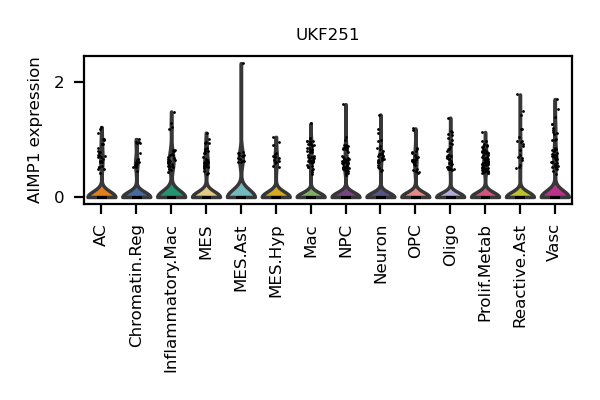 UKF251
AIMP1 expression
2
0
AC
Chromatin.Reg
Inflammatory.Mac
MES
MES.Ast
MES.Hyp
Mac
NPC
Neuron
OPC
Oligo
Prolif.Metab
Reactive.Ast
Vasc